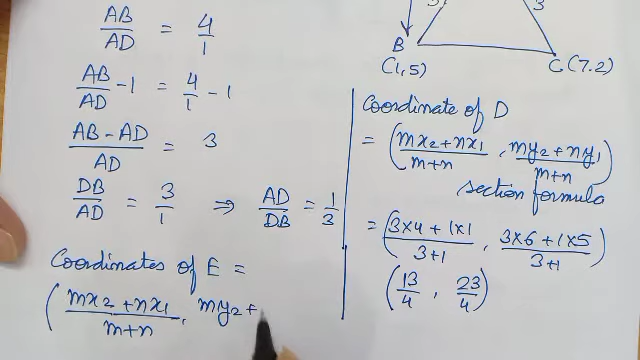 AB/AD = 4/1
AB/AD - 1 = 4/1 - 1
AB - AD/AD = 3
DB/AD = 3/1 ⇒ AD/DB = 1/3
Coordinates of E =
(mx₂ + nx₁/m+n, my₂ +
3
B
(1, 5)
C (7.2)
Coordinate of D
= (mx₂ + nx₁/m+n , my₂ + ny₁/m+n)
section formula
= (3×4 + 1×1/3+1 , 3×6 + 1×5/3+1)
(13/4 , 23/4)